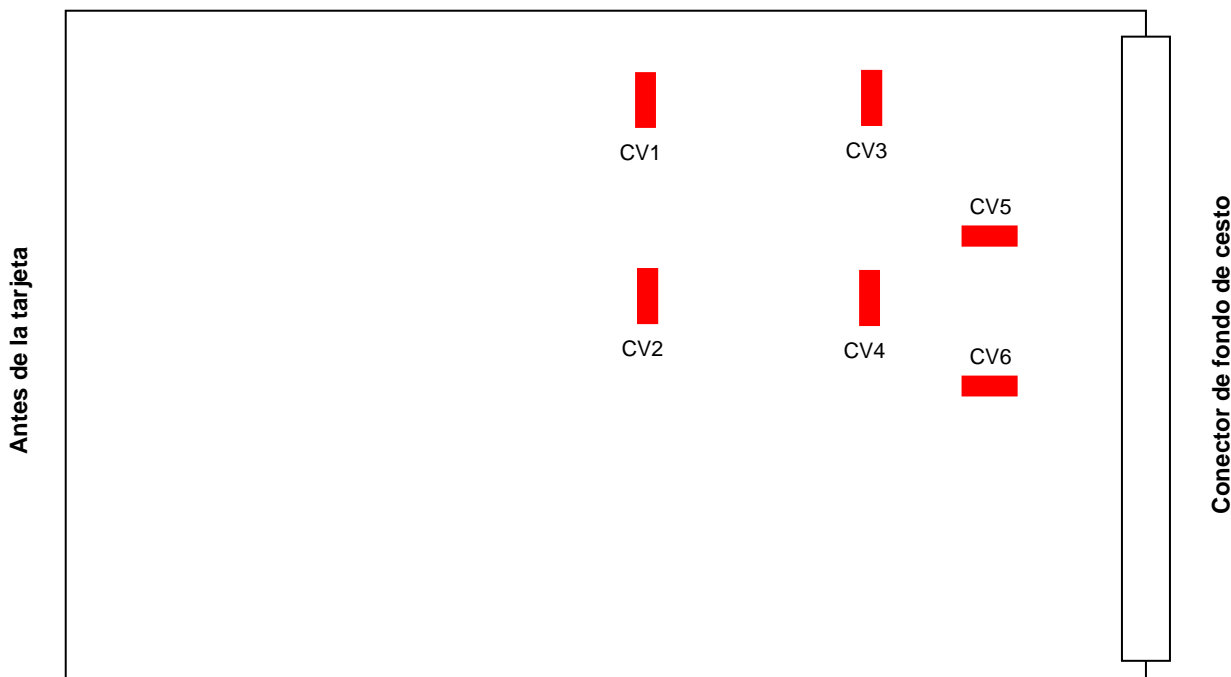 CV1
CV3
CV5
CV2
CV4
CV6
Antes de la tarjeta
Conector de fondo de cesto